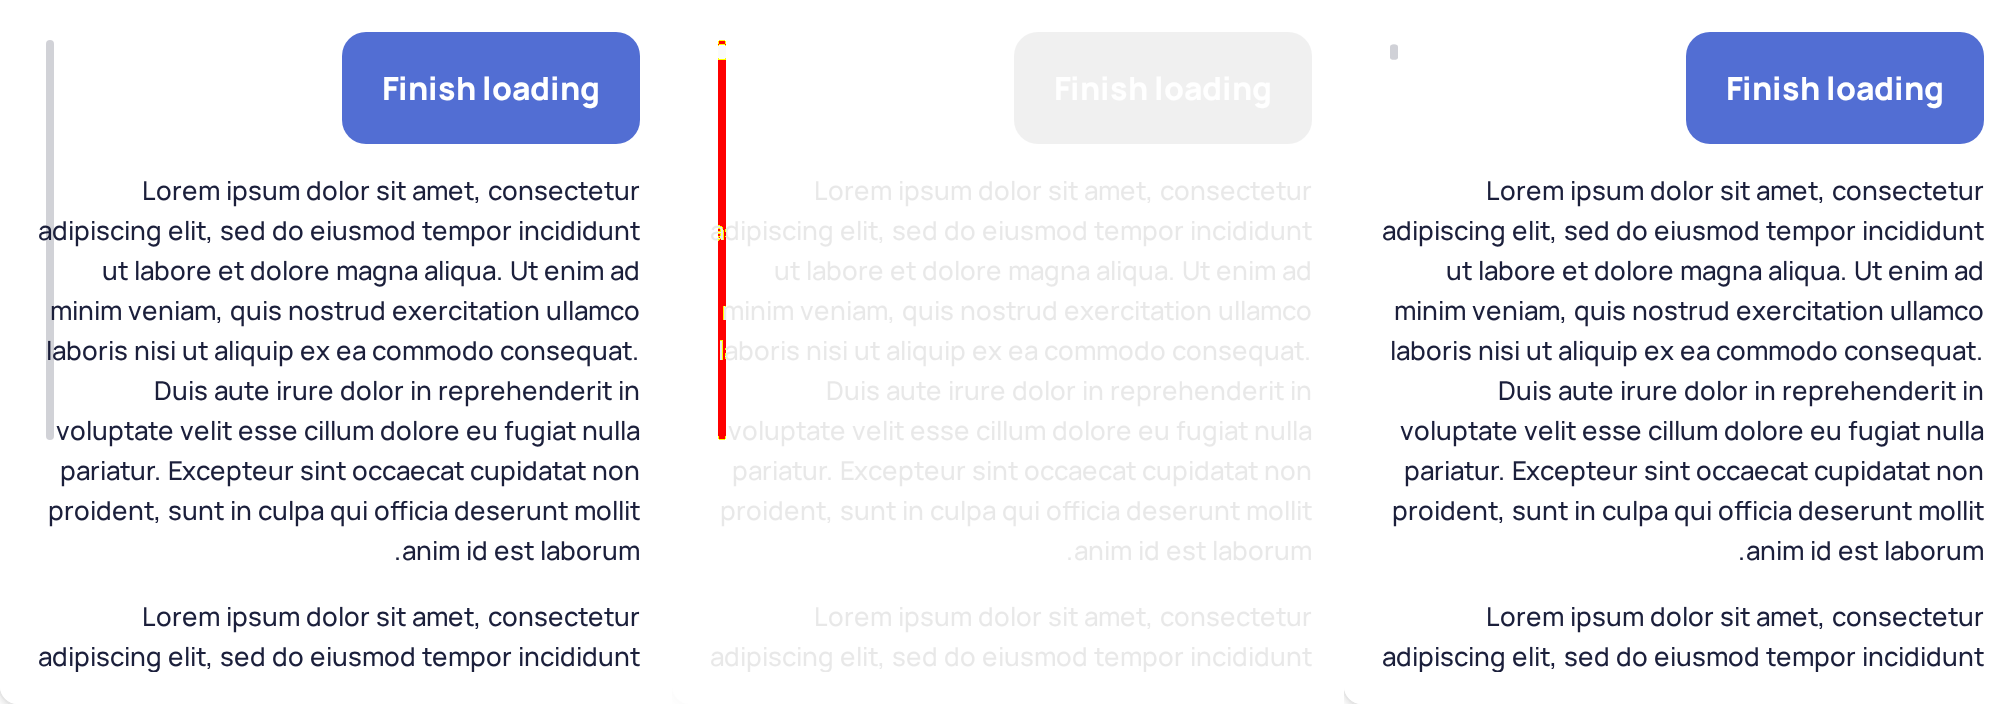 Finish loading
Lorem ipsum dolor sit amet, consectetur
adipiscing elit, sed do eiusmod tempor incididunt
ut labore et dolore magna aliqua. Ut enim ad
minim veniam, quis nostrud exercitation ullamco
laboris nisi ut aliquip ex ea commodo consequat.
Duis aute irure dolor in reprehenderit in
voluptate velit esse cillum dolore eu fugiat nulla
pariatur. Excepteur sint occaecat cupidatat non
proident, sunt in culpa qui officia deserunt mollit
.anim id est laborum
Lorem ipsum dolor sit amet, consectetur
adipiscing elit, sed do eiusmod tempor incididunt
Finish loading
Lorem ipsum dolor sit amet, consectetur
adipiscing elit, sed do eiusmod tempor incididunt
ut labore et dolore magna aliqua. Ut enim ad
minim veniam, quis nostrud exercitation ullamco
laboris nisi ut aliquip ex ea commodo consequat.
Duis aute irure dolor in reprehenderit in
voluptate velit esse cillum dolore eu fugiat nulla
pariatur. Excepteur sint occaecat cupidatat non
proident, sunt in culpa qui officia deserunt mollit
.anim id est laborum
Lorem ipsum dolor sit amet, consectetur
adipiscing elit, sed do eiusmod tempor incididunt
Finish loading
Lorem ipsum dolor sit amet, consectetur
adipiscing elit, sed do eiusmod tempor incididunt
ut labore et dolore magna aliqua. Ut enim ad
minim veniam, quis nostrud exercitation ullamco
laboris nisi ut aliquip ex ea commodo consequat.
Duis aute irure dolor in reprehenderit in
voluptate velit esse cillum dolore eu fugiat nulla
pariatur. Excepteur sint occaecat cupidatat non
proident, sunt in culpa qui officia deserunt mollit
.anim id est laborum
Lorem ipsum dolor sit amet, consectetur
adipiscing elit, sed do eiusmod tempor incididunt